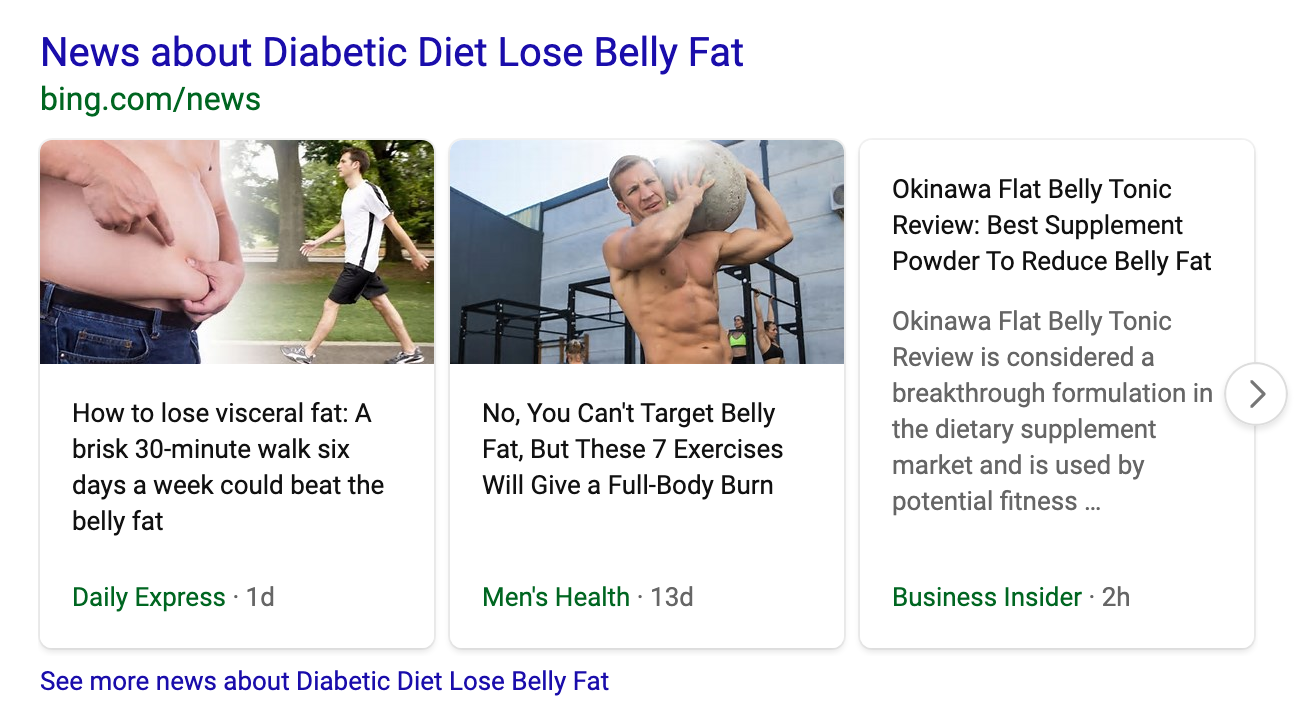 News about Diabetic Diet Lose Belly Fat
bing.com/news
How to lose visceral fat: A
brisk 30-minute walk six
days a week could beat the
belly fat
Daily Express · 1d
No, You Can't Target Belly
Fat, But These 7 Exercises
Will Give a Full-Body Burn
Men's Health · 13d
Okinawa Flat Belly Tonic
Review: Best Supplement
Powder To Reduce Belly Fat
Okinawa Flat Belly Tonic
Review is considered a
breakthrough formulation in
the dietary supplement
market and is used by
potential fitness ...
Business Insider · 2h
See more news about Diabetic Diet Lose Belly Fat